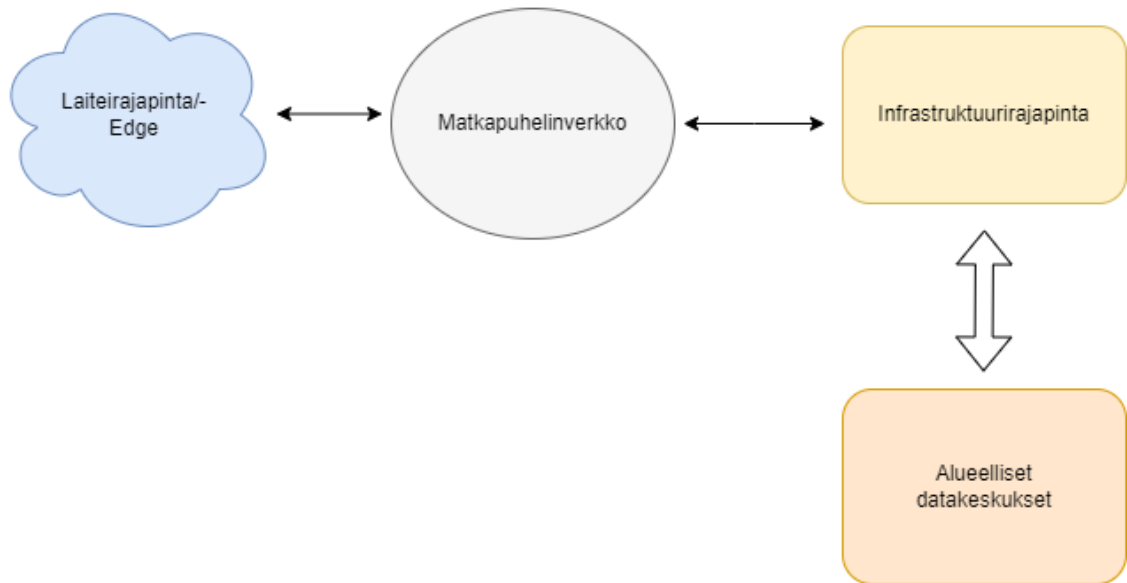 Laiteirajapinta/-
Edge
Matkapuhelinverkko
Infrastruktuurirajapinta
Alueelliset
datakeskukset